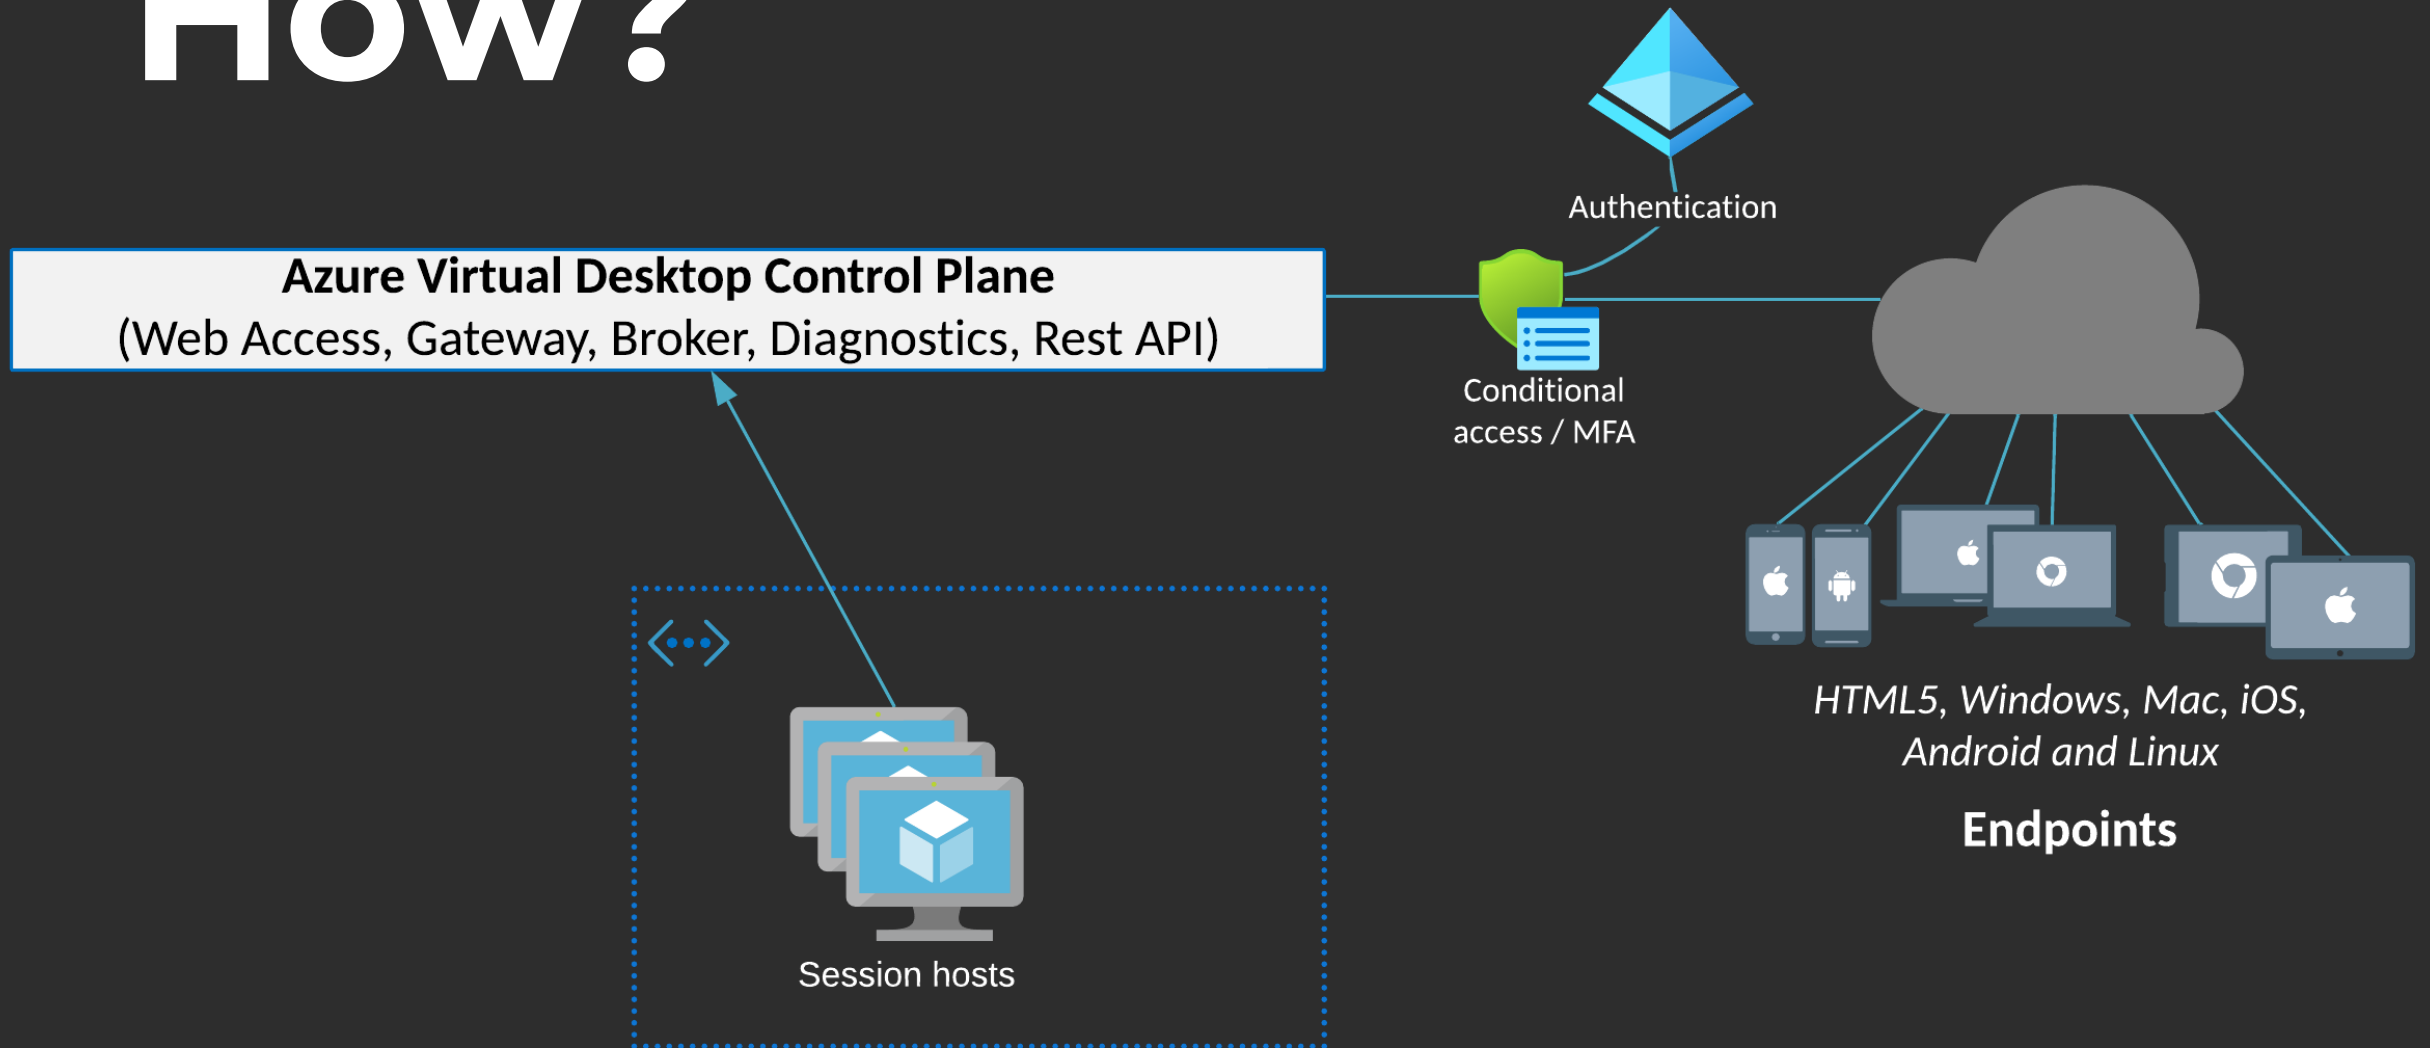 How?
Authentication
Azure Virtual Desktop Control Plane
(Web Access, Gateway, Broker, Diagnostics, Rest API)
Conditional
access / MFA
HTML5, Windows, Mac, iOS,
Android and Linux
Endpoints
Session hosts